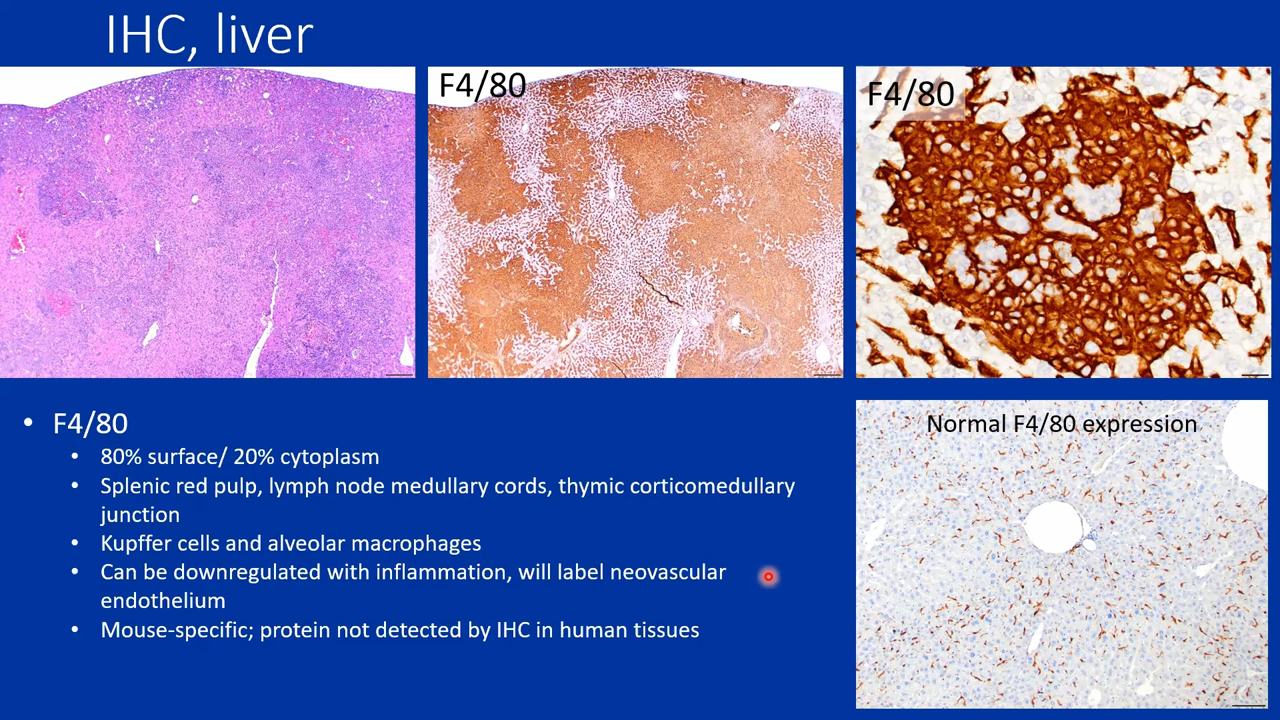 IHC, liver
F4/80
F4/80
• F4/80
• 80% surface/ 20% cytoplasm
• Splenic red pulp, lymph node medullary cords, thymic corticomedullary
junction
• Kupffer cells and alveolar macrophages
• Can be downregulated with inflammation, will label neovascular
endothelium
• Mouse-specific; protein not detected by IHC in human tissues
Normal F4/80 expression